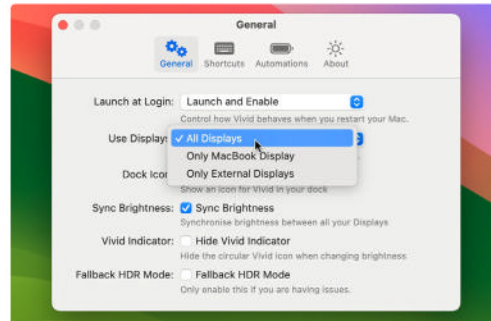 General
General Shortcuts Automations About
Launch at Login: Launch and Enable
Control how Vivid behaves when you restart your Mac.
Use Display ✓ All Displays
Only MacBook Display
Dock Icon Only External Displays
Show an icon for Vivid in your dock
Sync Brightness: Sync Brightness
Synchronise brightness between all your Displays
Vivid Indicator: Hide Vivid Indicator
Hide the circular Vivid icon when changing brightness
Fallback HDR Mode: Fallback HDR Mode
Only enable this if you are having issues.